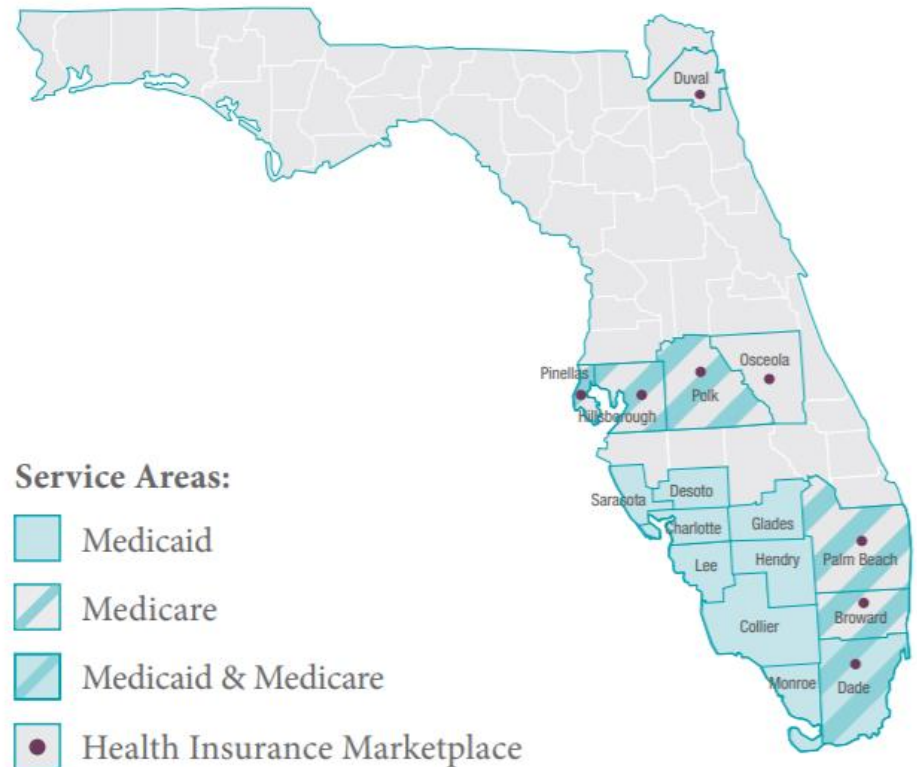 Duval
Osceola
Pinellas
Polk
Hillsborough
Service Areas:
Medicaid
Medicare
Medicaid & Medicare
Health Insurance Marketplace
Sarasota
Desoto
Charlotte
Glades
Lee
Hendry
Palm Beach
Broward
Collier
Monroe
Dade